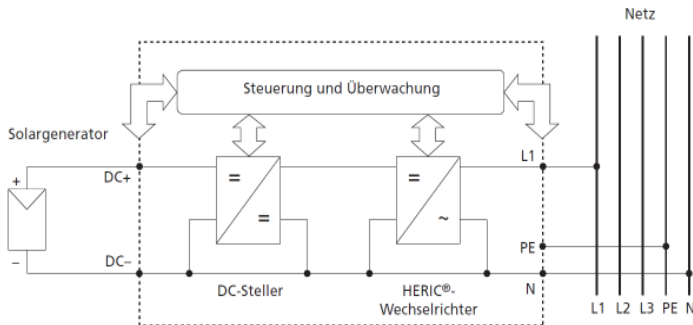 Netz
Steuerung und Überwachung
Solargenerator
L1
+
DC+
=
=
=
~
PE
–
DC–
N
DC-Steller
HERIC®-
Wechselrichter
L1 L2 L3 PE N